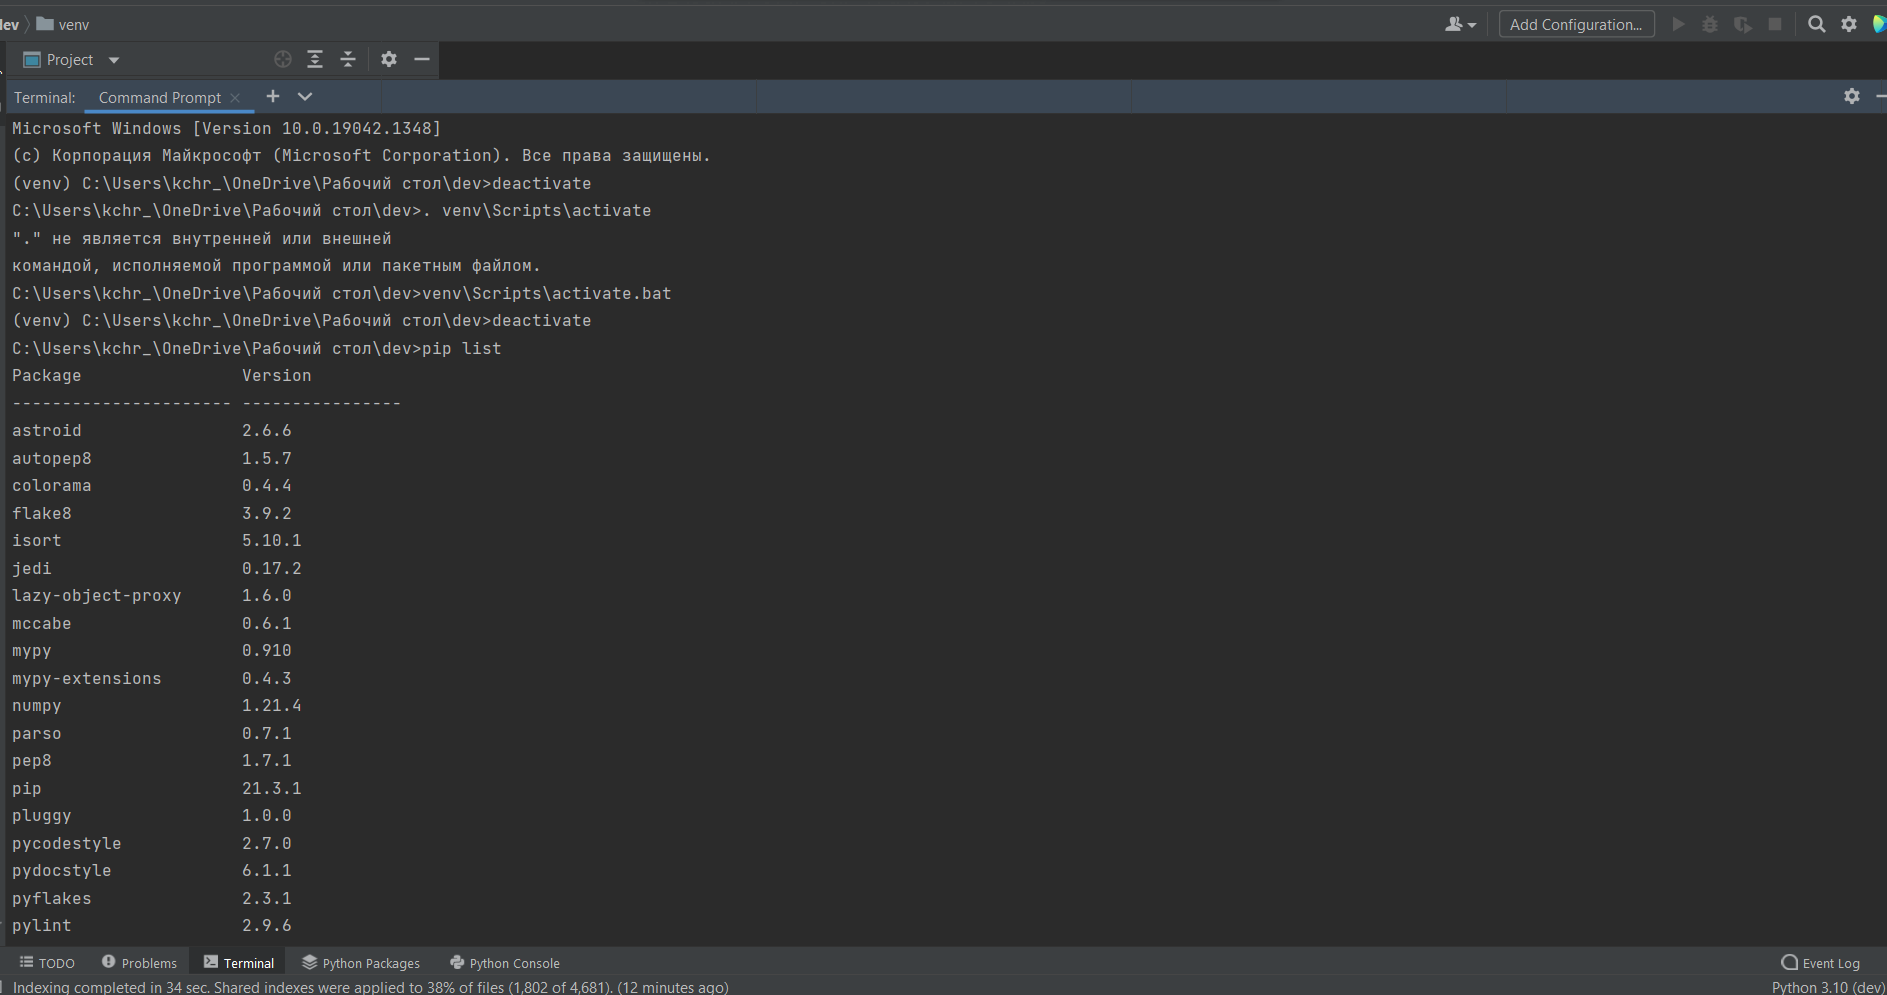 dev venv Add Configuration...
Project
Terminal: Command Prompt
Microsoft Windows [Version 10.0.19042.1348]
(c) Корпорация Майкрософт (Microsoft Corporation). Все права защищены.
(venv) C:\Users\kchr_\OneDrive\Рабочий стол\dev>deactivate
C:\Users\kchr_\OneDrive\Рабочий стол\dev>. venv\Scripts\activate
"." не является внутренней или внешней
командой, исполняемой программой или пакетным файлом.
C:\Users\kchr_\OneDrive\Рабочий стол\dev>venv\Scripts\activate.bat
(venv) C:\Users\kchr_\OneDrive\Рабочий стол\dev>deactivate
C:\Users\kchr_\OneDrive\Рабочий стол\dev>pip list
Package Version
---------------------- ----------------
astroid 2.6.6
autopep8 1.5.7
colorama 0.4.4
flake8 3.9.2
isort 5.10.1
jedi 0.17.2
lazy-object-proxy 1.6.0
mccabe 0.6.1
mypy 0.910
mypy-extensions 0.4.3
numpy 1.21.4
parso 0.7.1
pep8 1.7.1
pip 21.3.1
pluggy 1.0.0
pycodestyle 2.7.0
pydocstyle 6.1.1
pyflakes 2.3.1
pylint 2.9.6
TODO Problems Terminal Python Packages Python Console Event Log
Indexing completed in 34 sec. Shared indexes were applied to 38% of files (1,802 of 4,681). (12 minutes ago) Python 3.10 (dev)